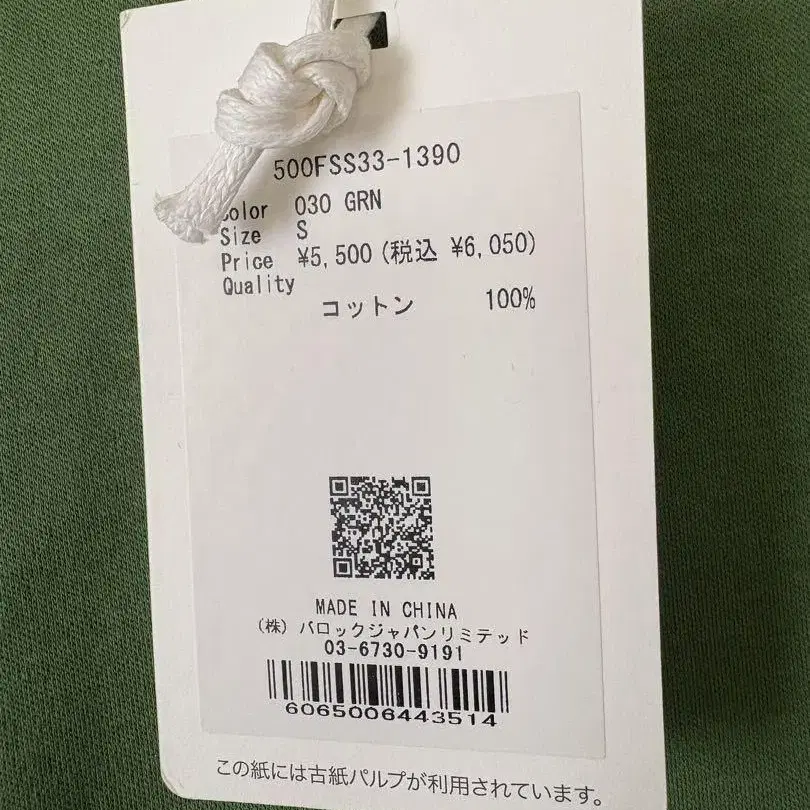 500FSS33-1390
Color 030 GRN
Size S
Price ¥5,500(税込 ¥6,050)
Quality
コットン 100%
MADE IN CHINA
(株) バロックジャパンリミテッド
03-6730-9191
6065006443514
この紙には古紙パルプが利用されています。